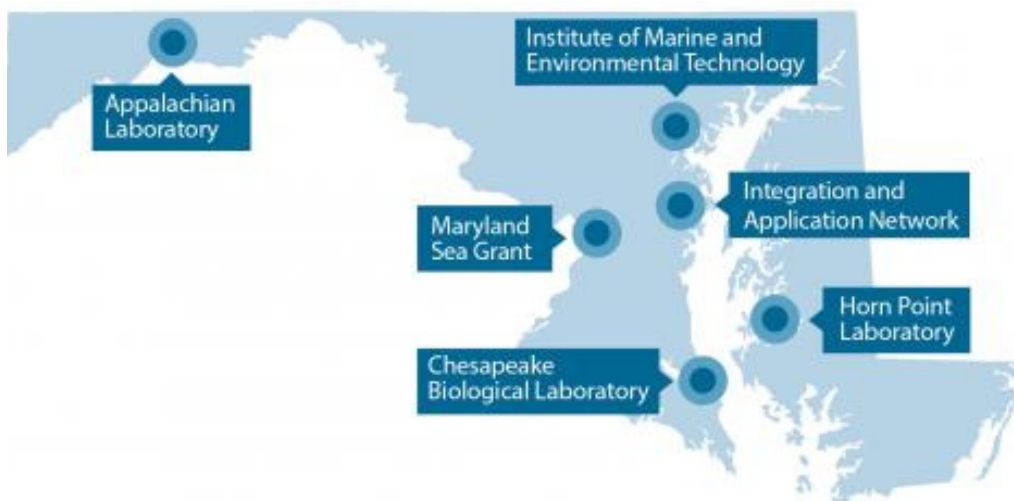 Institute of Marine and
Environmental Technology
Appalachian
Laboratory
Integration and
Application Network
Maryland
Sea Grant
Horn Point
Laboratory
Chesapeake
Biological Laboratory